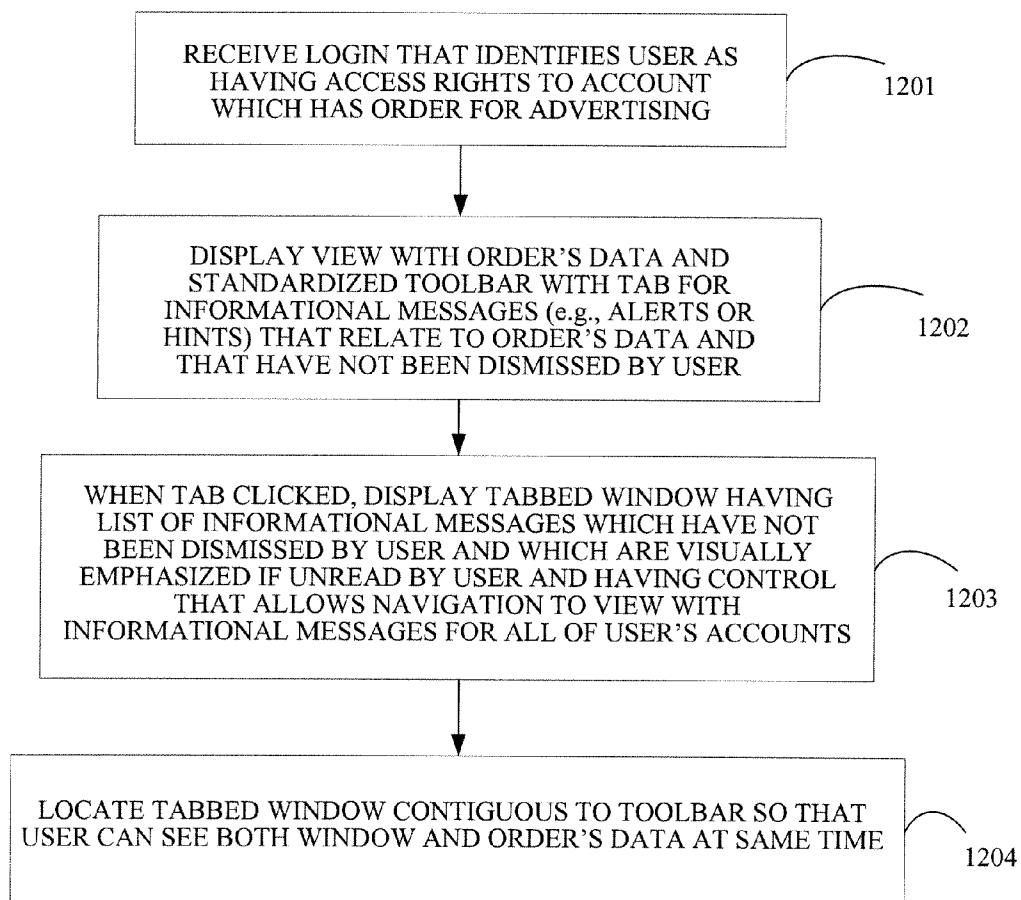 RECEIVE LOGIN THAT IDENTIFIES USER AS
HAVING ACCESS RIGHTS TO ACCOUNT
WHICH HAS ORDER FOR ADVERTISING
1201
DISPLAY VIEW WITH ORDER'S DATA AND
STANDARDIZED TOOLBAR WITH TAB FOR
INFORMATIONAL MESSAGES (e.g., ALERTS OR
HINTS) THAT RELATE TO ORDER'S DATA AND
THAT HAVE NOT BEEN DISMISSED BY USER
1202
WHEN TAB CLICKED, DISPLAY TABBED WINDOW HAVING
LIST OF INFORMATIONAL MESSAGES WHICH HAVE NOT
BEEN DISMISSED BY USER AND WHICH ARE VISUALLY
EMPHASIZED IF UNREAD BY USER AND HAVING CONTROL
THAT ALLOWS NAVIGATION TO VIEW WITH
INFORMATIONAL MESSAGES FOR ALL OF USER'S ACCOUNTS
1203
LOCATE TABBED WINDOW CONTIGUOUS TO TOOLBAR SO THAT
USER CAN SEE BOTH WINDOW AND ORDER'S DATA AT SAME TIME
1204